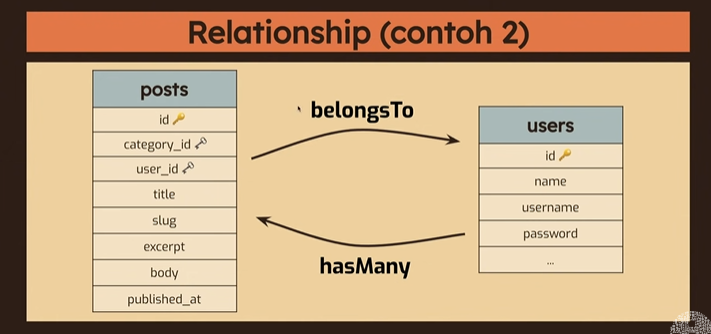 Relationship (contoh 2)
posts
id
category_id
user_id
title
slug
excerpt
body
published_at
belongsTo
hasMany
users
id
name
username
password
...